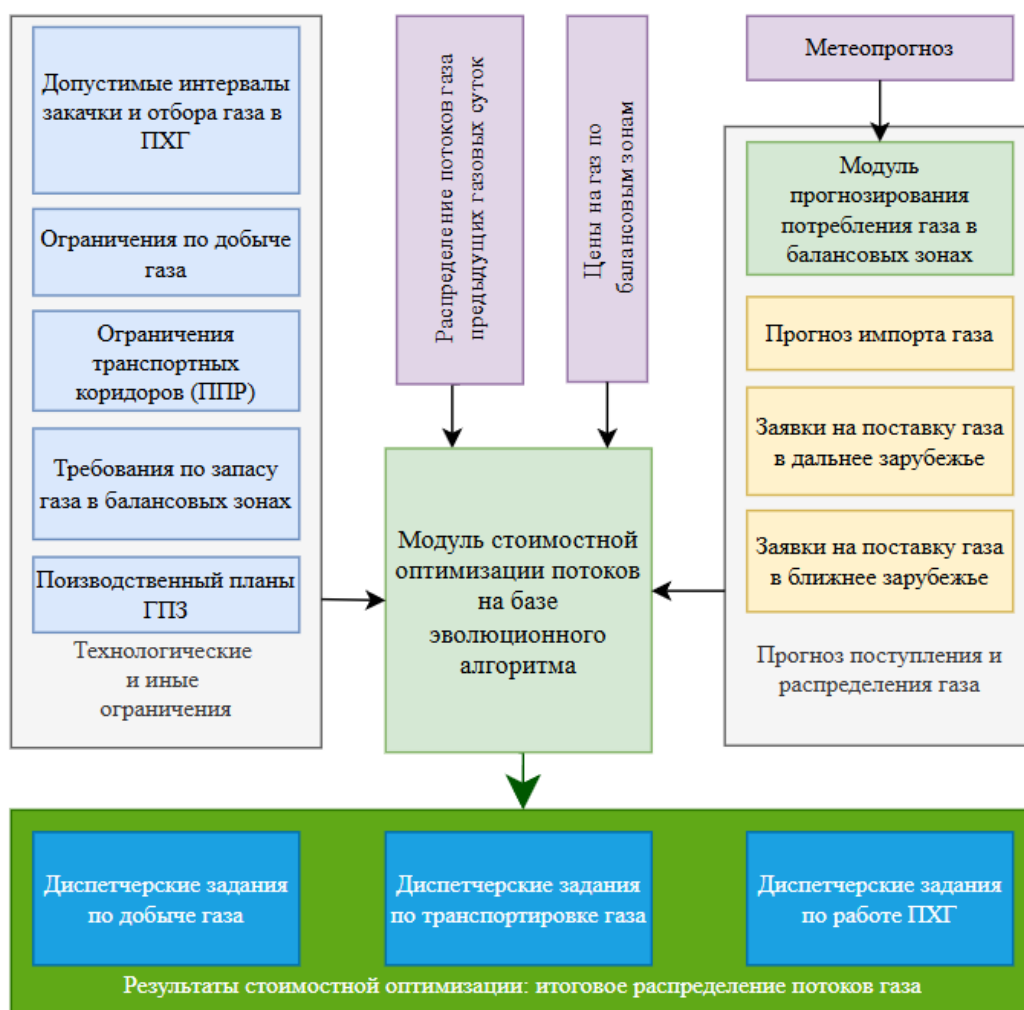 Допустимые интервалы
закачки и отбора газа в
ПХГ
Ограничения по добыче
газа
Ограничения
транспортных
коридоров (ППР)
Требования по запасу
газа в балансовых зонах
Поизводственный планы
ГПЗ
Технологические
и иные
ограничения
Распределение потоков газа
предыдущих газовых суток
Цены на газ по
балансовым зонам
Метеопрогноз
Модуль
прогнозирования
потребления газа в
балансовых зонах
Прогноз импорта газа
Заявки на поставку газа
в дальнее зарубежье
Заявки на поставку газа
в ближнее зарубежье
Прогноз поступления и
распределения газа
Модуль стоимостной
оптимизации потоков
на базе
эволюционного
алгоритма
Диспетчерские задания
по добыче газа
Диспетчерские задания
по транспортировке газа
Диспетчерские задания
по работе ПХГ
Результаты стоимостной оптимизации: итоговое распределение потоков газа